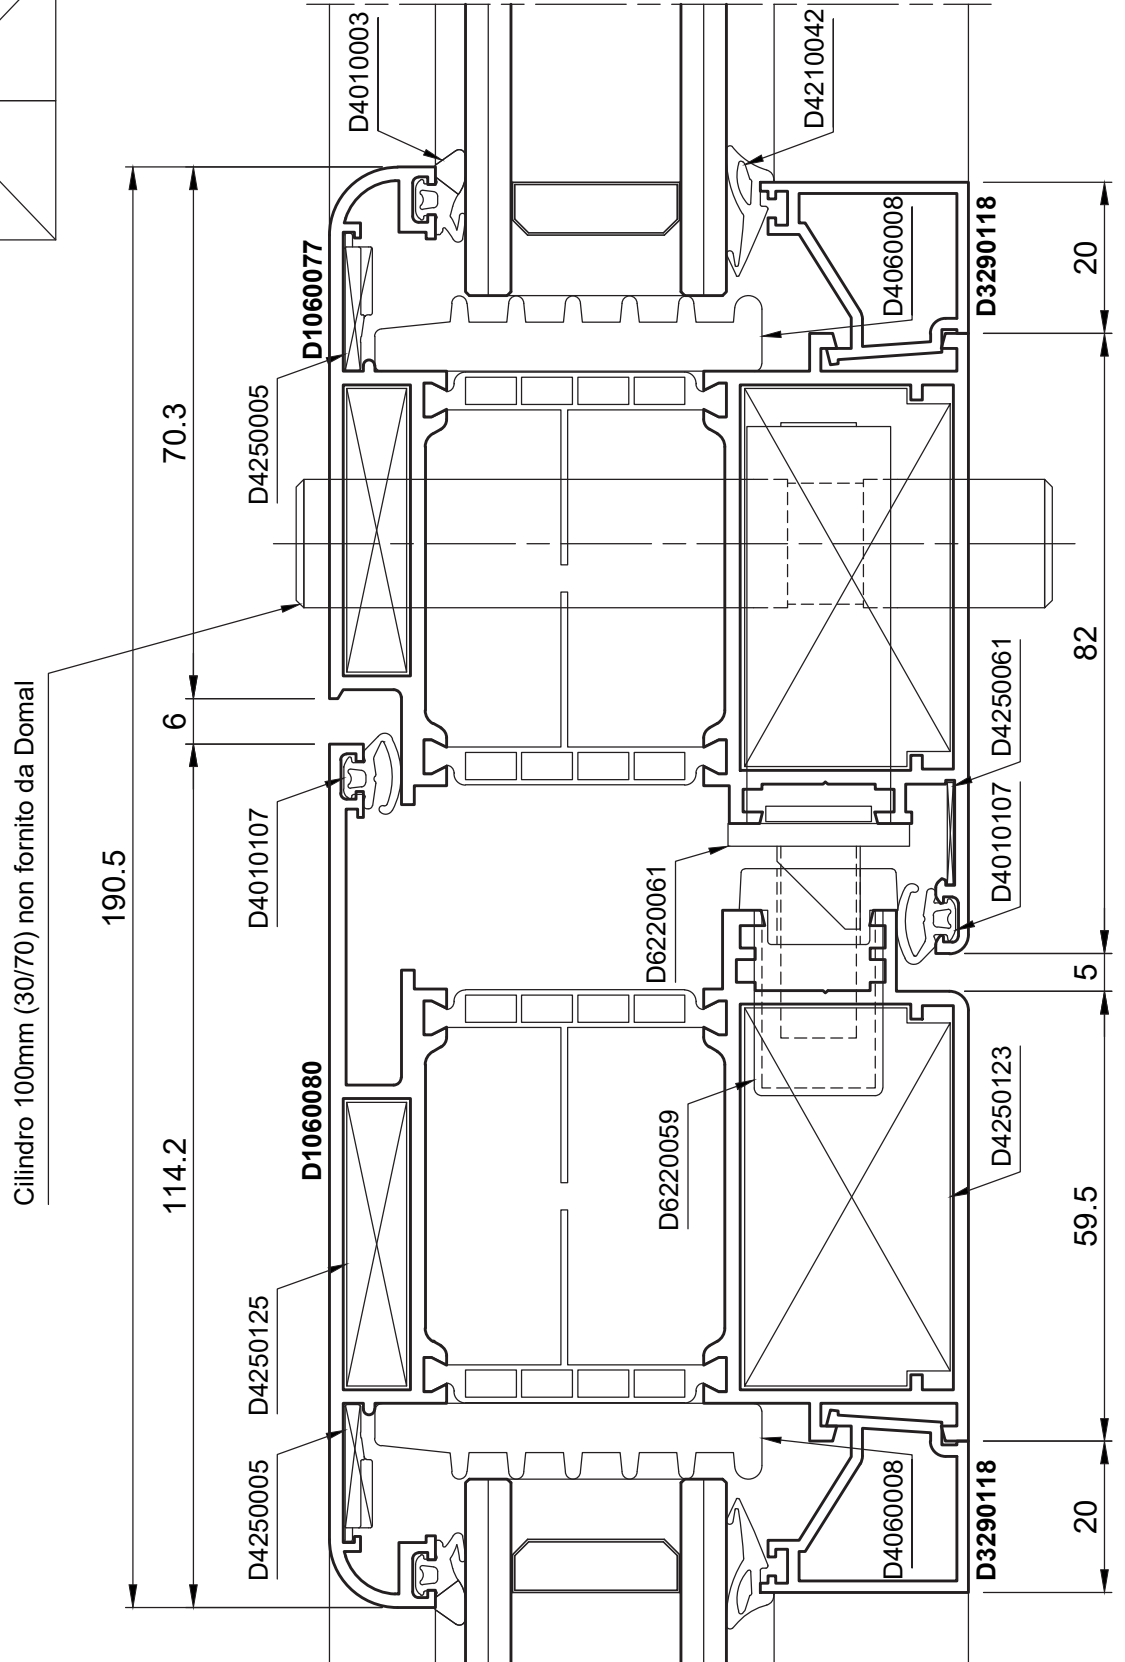 Cilindro 100mm (30/70) non fornito da Domal
190.5
114.2
6
70.3
D4250005
D4250125
D4010107
D4250005
D1060080
D1060077
D4010003
D6220061
D6220059
D4210042
D4060008
D4060008
D3290118
D3290118
D4250123
D4010107
D4250061
20
59.5
5
82
20